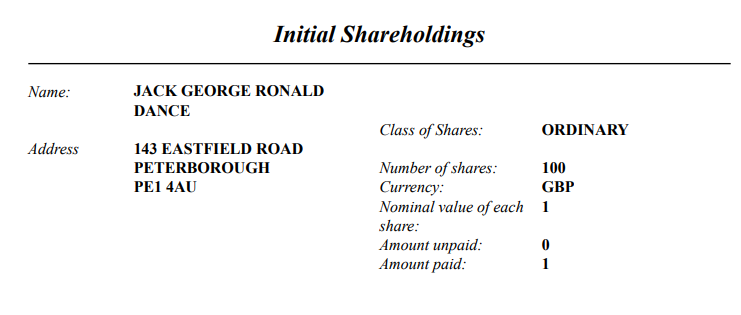 Initial Shareholdings
Name: JACK GEORGE RONALD
DANCE
Address 143 EASTFIELD ROAD
PETERBOROUGH
PE1 4AU
Class of Shares: ORDINARY
Number of shares: 100
Currency: GBP
Nominal value of each 1
share:
Amount unpaid: 0
Amount paid: 1